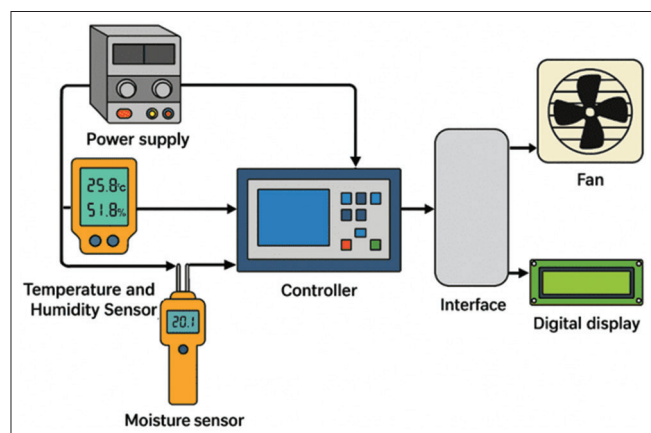 Power supply
25.8°C
51.8%
Temperature and
Humidity Sensor
20.1
Moisture sensor
Controller
Interface
Fan
Digital display